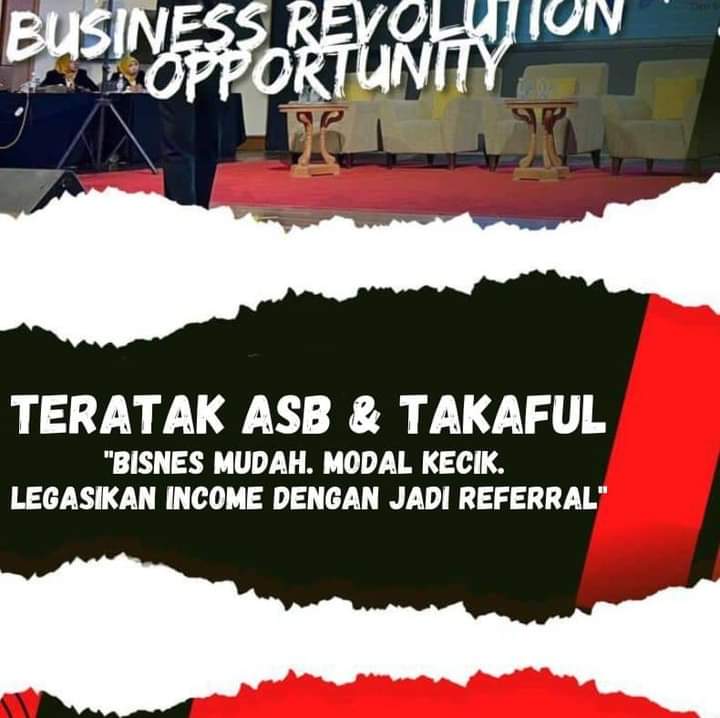 BUSINESS REVOLUTION
OPPORTUNITY
TERATAK ASB & TAKAFUL
"BISNES MUDAH. MODAL KECIK.
LEGASIKAN INCOME DENGAN JADI REFERRAL"